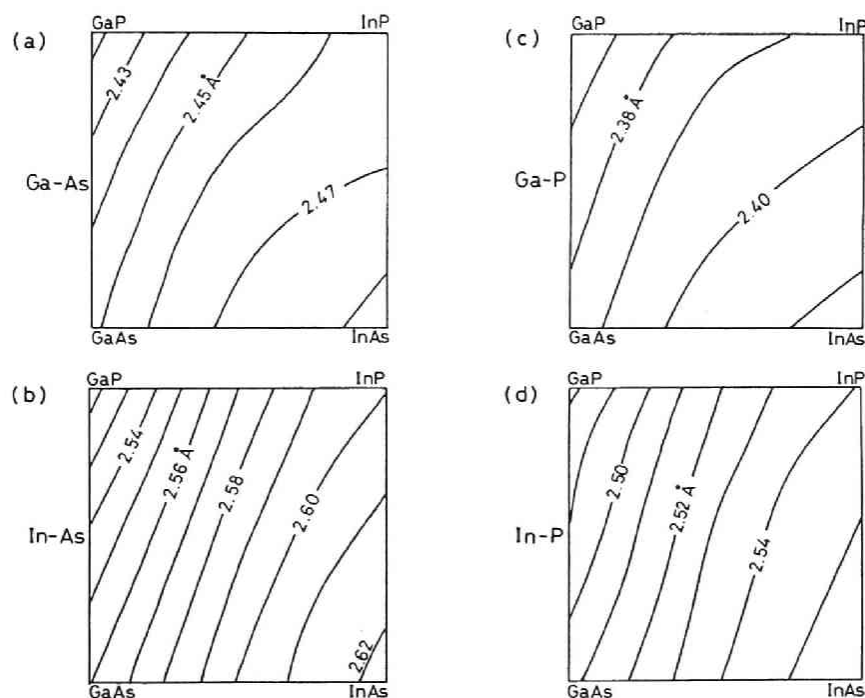 (a)
GaP InP
2.43
2.45 Å
Ga-As
2.47
GaAs InAs
(c)
GaP InP
2.38 Å
Ga-P
2.40
GaAs InAs
(b)
GaP InP
2.54
2.56 Å
2.58
In-As
2.60
2.62
GaAs InAs
(d)
GaP InP
2.50
2.52 Å
In-P
2.54
GaAs InAs